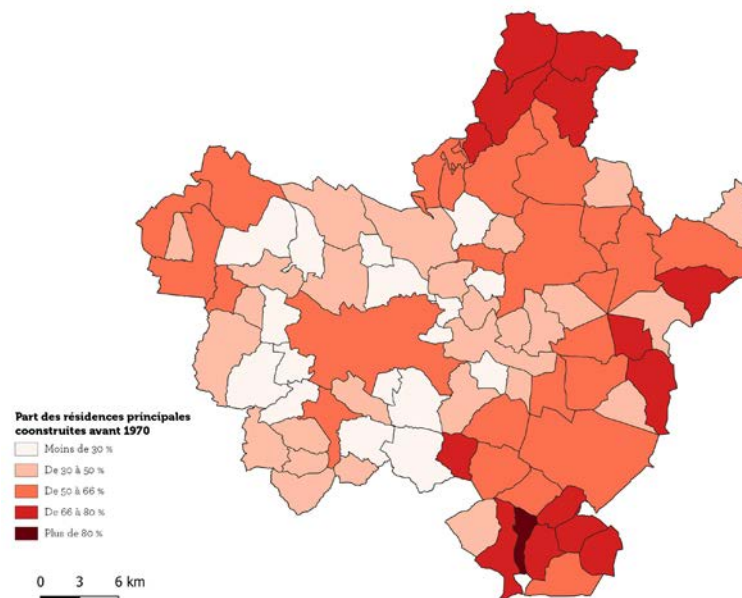 Part des résidences principales
coonstruites avant 1970
Moins de 30 %
De 30 à 50 %
De 50 à 66 %
De 66 à 80 %
Plus de 80 %
0 3 6 km